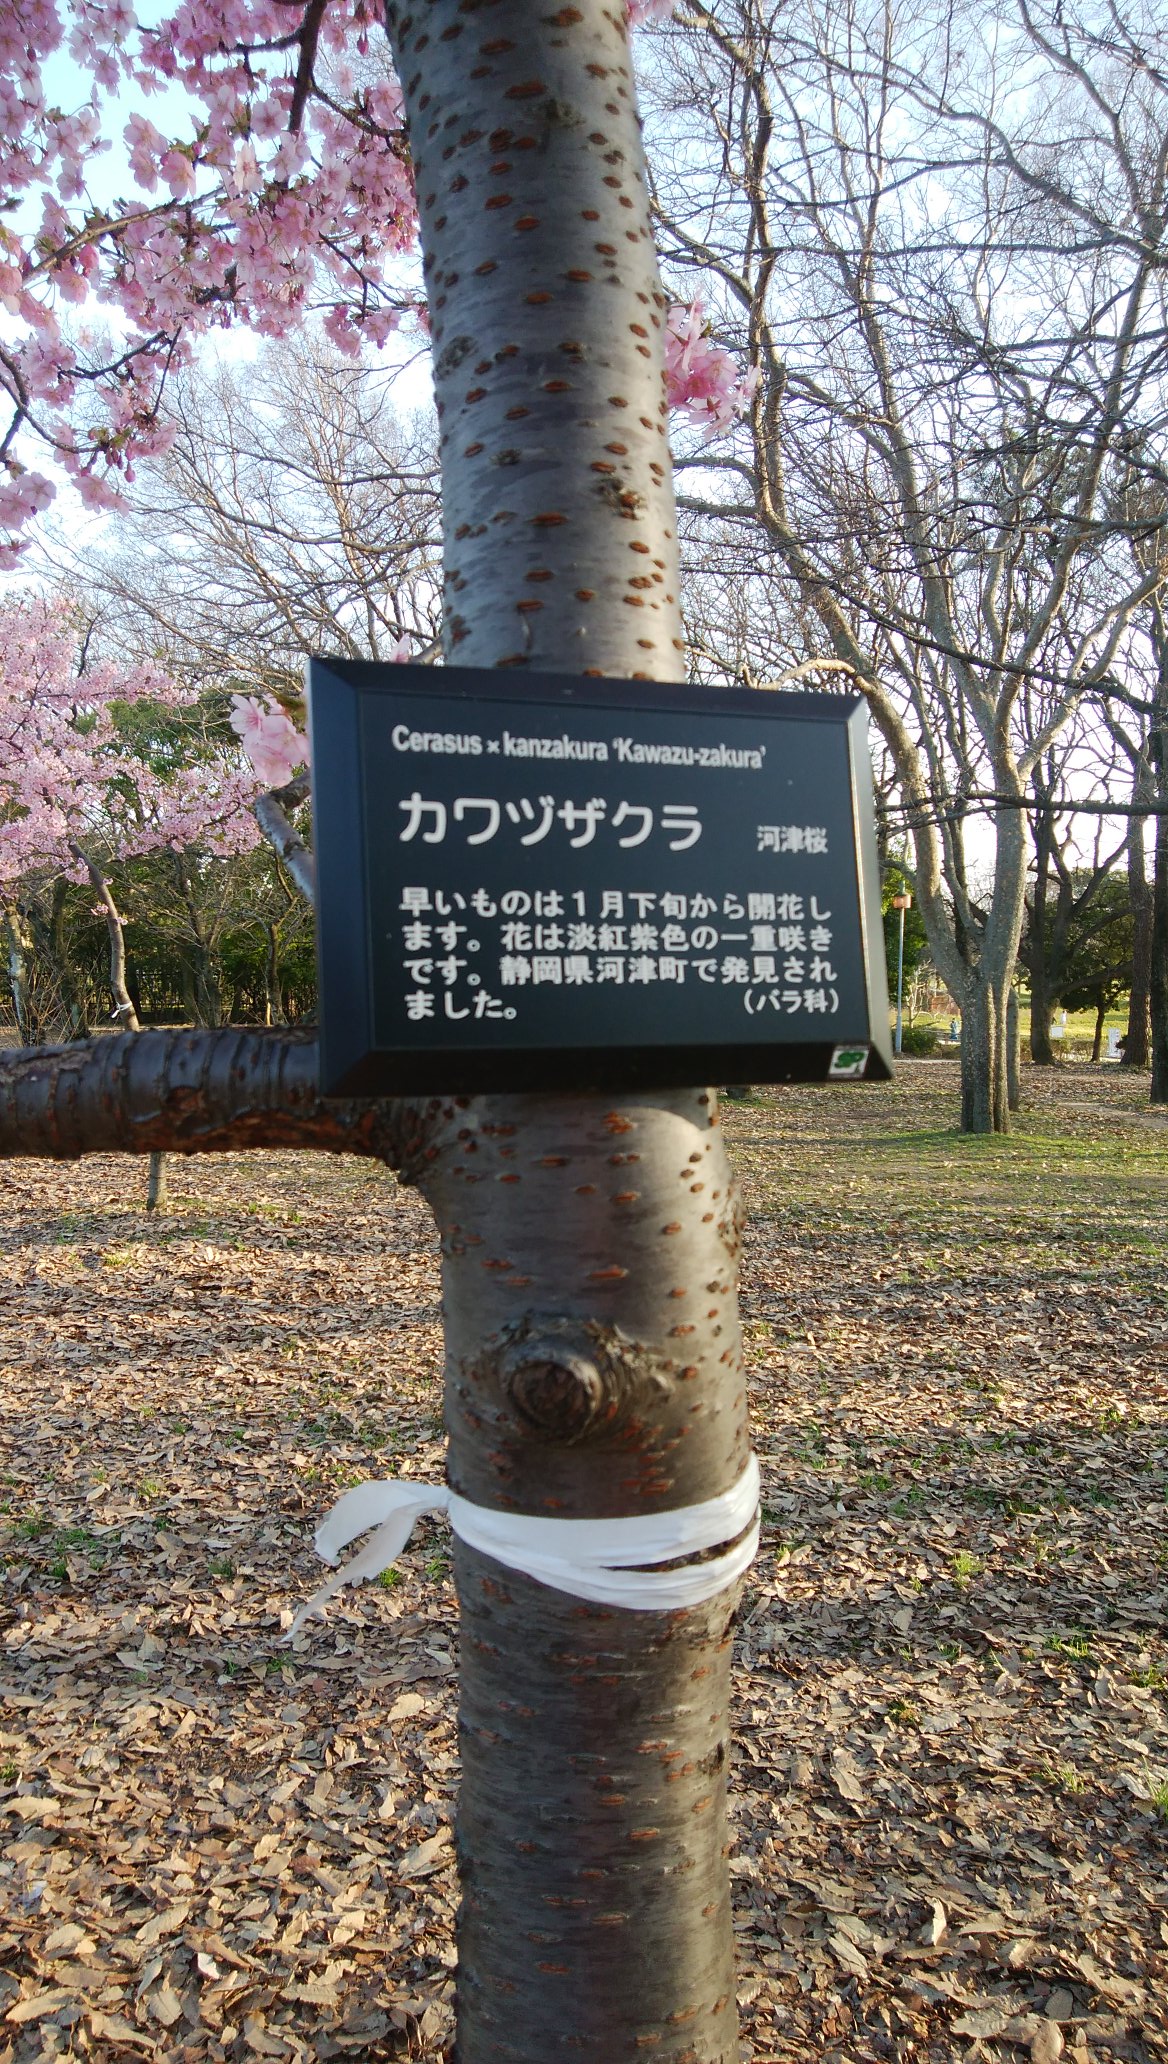 Cerasus × kanzakura 'Kawazu-zakura'
カワヅザクラ 河津桜
早いものは１月下旬から開花し
ます。花は淡紅紫色の一重咲き
です。静岡県河津町で発見され
ました。 （バラ科）